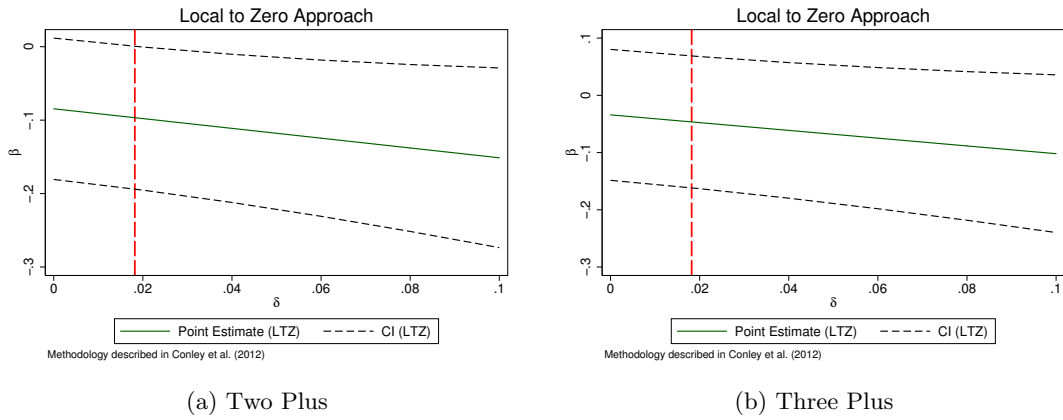 Local to Zero Approach
β
0
-.1
-.2
-.3
0
.02
.04
.06
.08
.1
δ
Point Estimate (LTZ)
CI (LTZ)
Methodology described in Conley et al. (2012)
(a) Two Plus
Local to Zero Approach
β
.1
0
-.1
-.2
-.3
0
.02
.04
.06
.08
.1
δ
Point Estimate (LTZ)
CI (LTZ)
Methodology described in Conley et al. (2012)
(b) Three Plus